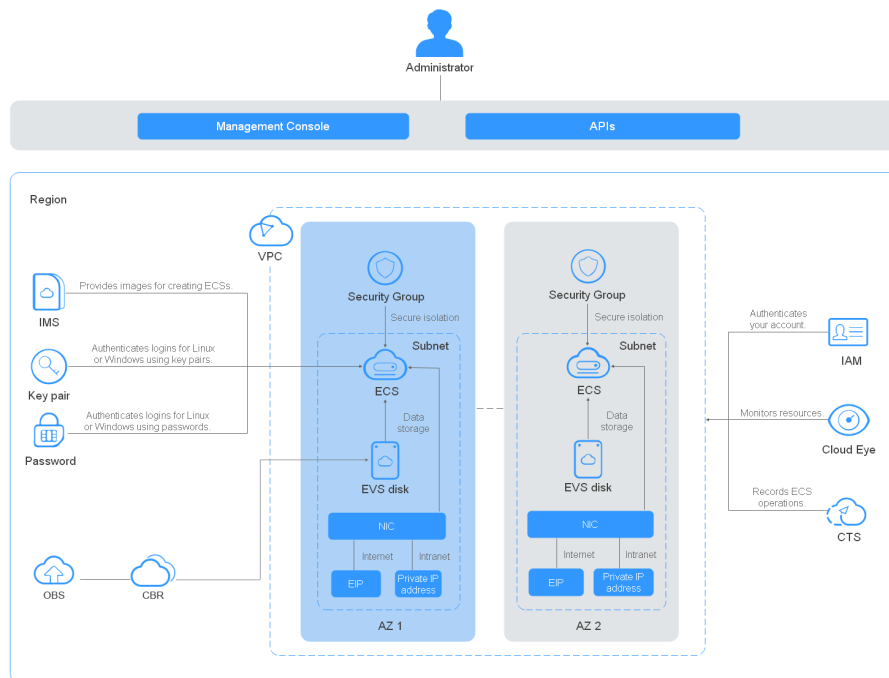 Administrator
Management Console
APIs
Region
VPC
IMS
Provides images for creating ECSs.
Key pair
Authenticates logins for Linux
or Windows using key pairs.
Password
Authenticates logins for Linux
or Windows using passwords.
OBS
CBR
Security Group
Secure isolation
Subnet
ECS
Data
storage
EVS disk
NIC
Internet
Intranet
EIP
Private IP
address
AZ 1
Security Group
Secure isolation
Subnet
ECS
Data
storage
EVS disk
NIC
Internet
Intranet
EIP
Private IP
address
AZ 2
Authenticates
your account.
IAM
Monitors resources.
Cloud Eye
Records ECS
operations.
CTS